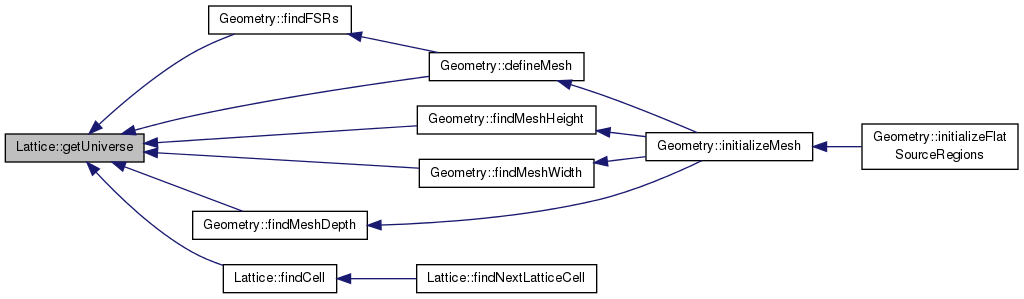 Geometry::findFSRs
Geometry::defineMesh
Geometry::findMeshHeight
Lattice::getUniverse
Geometry::initializeMesh
Geometry::initializeFlat
SourceRegions
Geometry::findMeshWidth
Geometry::findMeshDepth
Lattice::findCell
Lattice::findNextLatticeCell